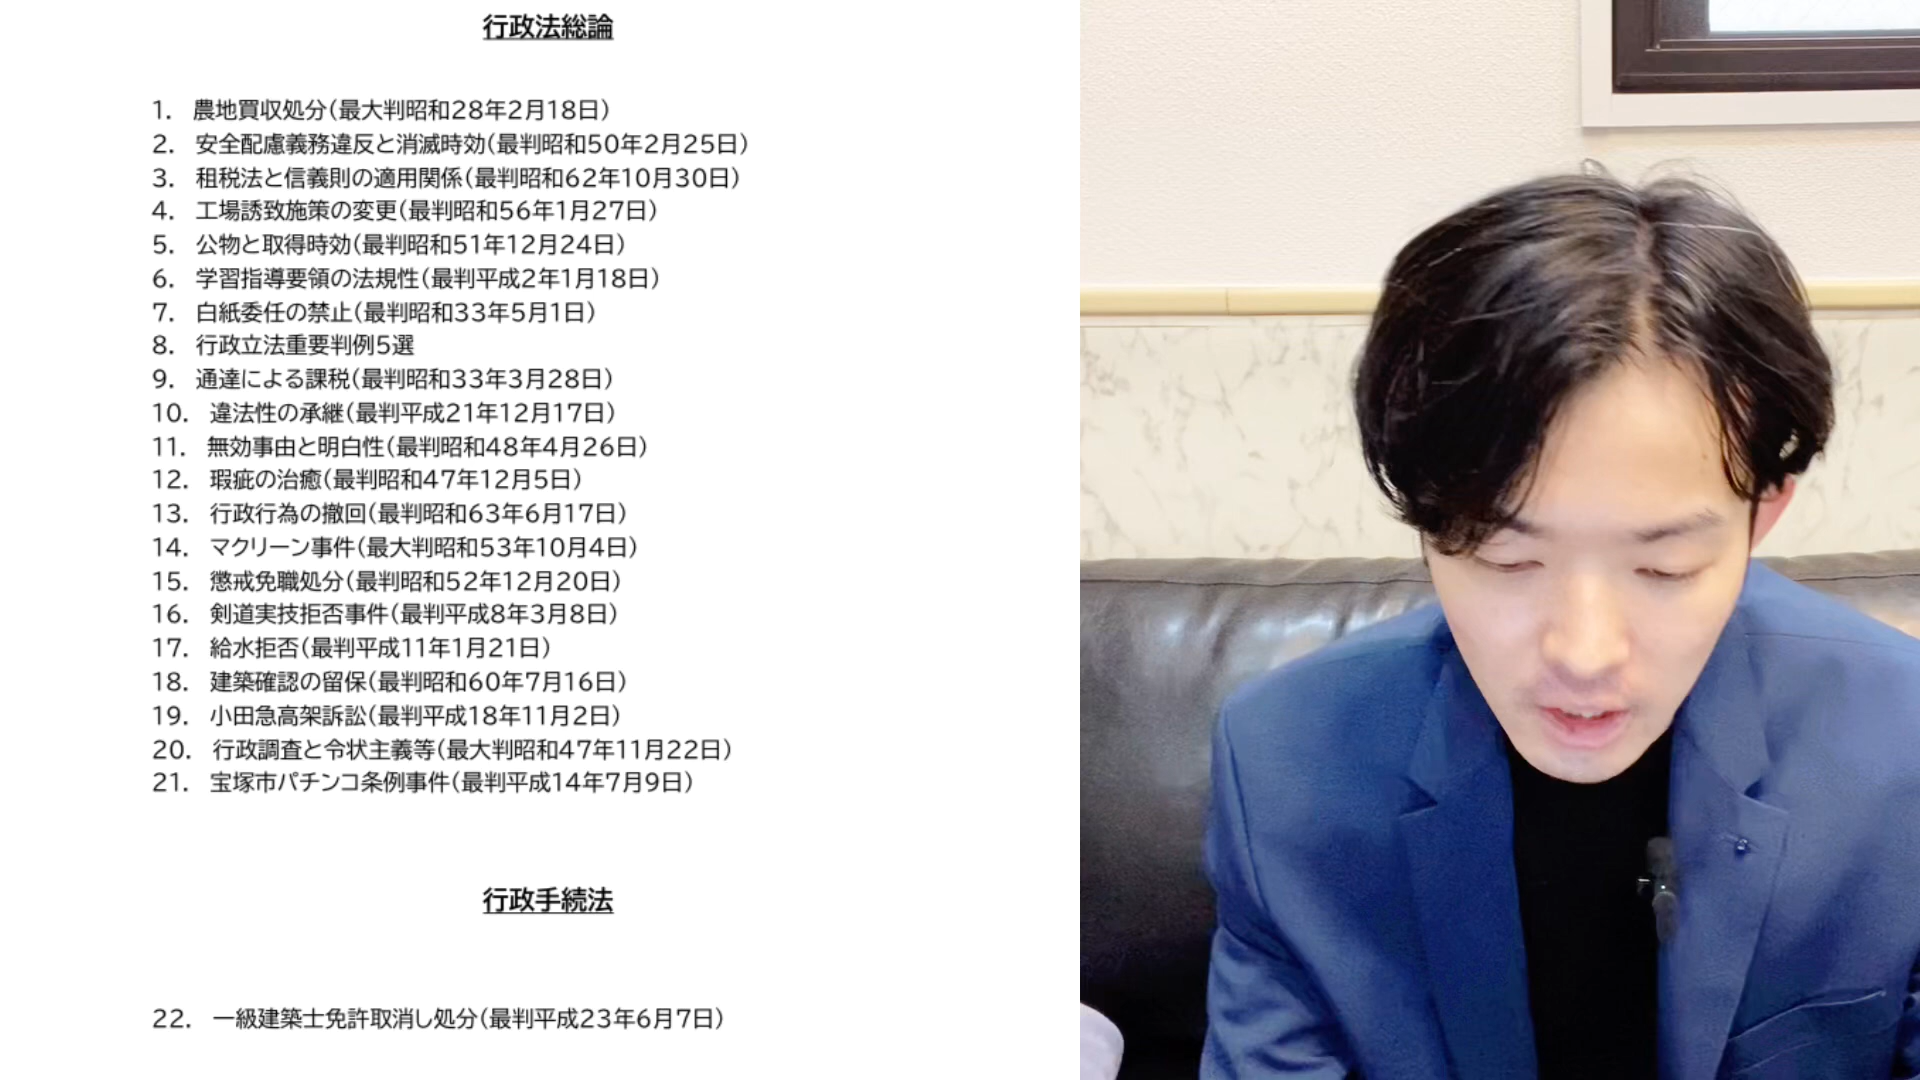 行政法総論
1. 農地買収処分(最大判昭和28年2月18日)
2. 安全配慮義務違反と消滅時効(最判昭和50年2月25日)
3. 租税法と信義則の適用関係(最判昭和62年10月30日)
4. 工場誘致施策の変更(最判昭和56年1月27日)
5. 公物と取得時効(最判昭和51年12月24日)
6. 学習指導要領の法規性(最判平成2年1月18日)
7. 白紙委任の禁止(最判昭和33年5月1日)
8. 行政立法重要判例5選
9. 通達による課税(最判昭和33年3月28日)
10. 違法性の承継(最判平成21年12月17日)
11. 無効事由と明白性(最判昭和48年4月26日)
12. 瑕疵の治癒(最判昭和47年12月5日)
13. 行政行為の撤回(最判昭和63年6月17日)
14. マクリーン事件(最大判昭和53年10月4日)
15. 懲戒免職処分(最判昭和52年12月20日)
16. 剣道実技拒否事件(最判平成8年3月8日)
17. 給水拒否(最判平成11年1月21日)
18. 建築確認の留保(最判昭和60年7月16日)
19. 小田急高架訴訟(最判平成18年11月2日)
20. 行政調査と令状主義等(最大判昭和47年11月22日)
21. 宝塚市パチンコ条例事件(最判平成14年7月9日)
行政手続法
22. 一級建築士免許取消し処分(最判平成23年6月7日)